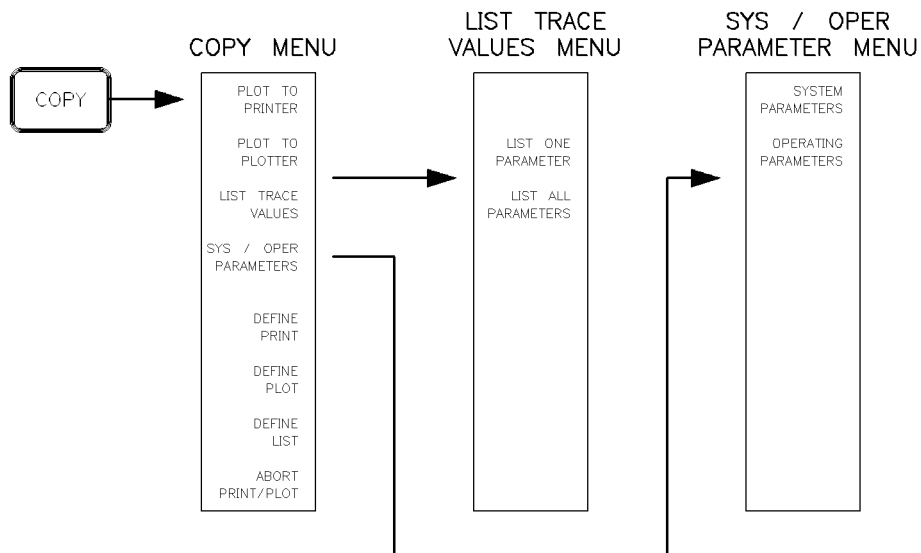 COPY
COPY MENU
PLOT TO
PRINTER
PLOT TO
PLOTTER
LIST TRACE
VALUES
SYS / OPER
PARAMETERS
DEFINE
PRINT
DEFINE
PLOT
DEFINE
LIST
ABORT
PRINT/PLOT
LIST TRACE
VALUES MENU
LIST ONE
PARAMETER
LIST ALL
PARAMETERS
SYS / OPER
PARAMETER MENU
SYSTEM
PARAMETERS
OPERATING
PARAMETERS